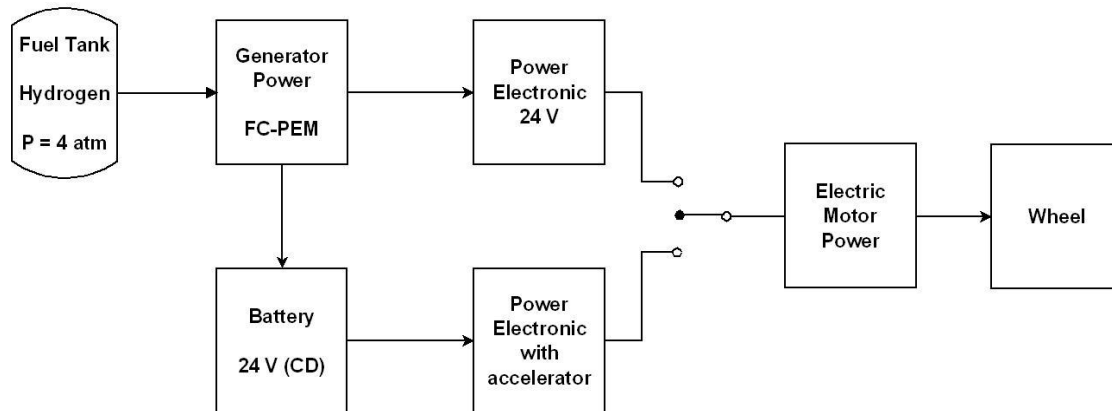 Fuel Tank
Hydrogen
P = 4 atm
Generator
Power
FC-PEM
Power
Electronic
24 V
Battery
24 V (CD)
Power
Electronic
with
accelerator
Electric
Motor
Power
Wheel